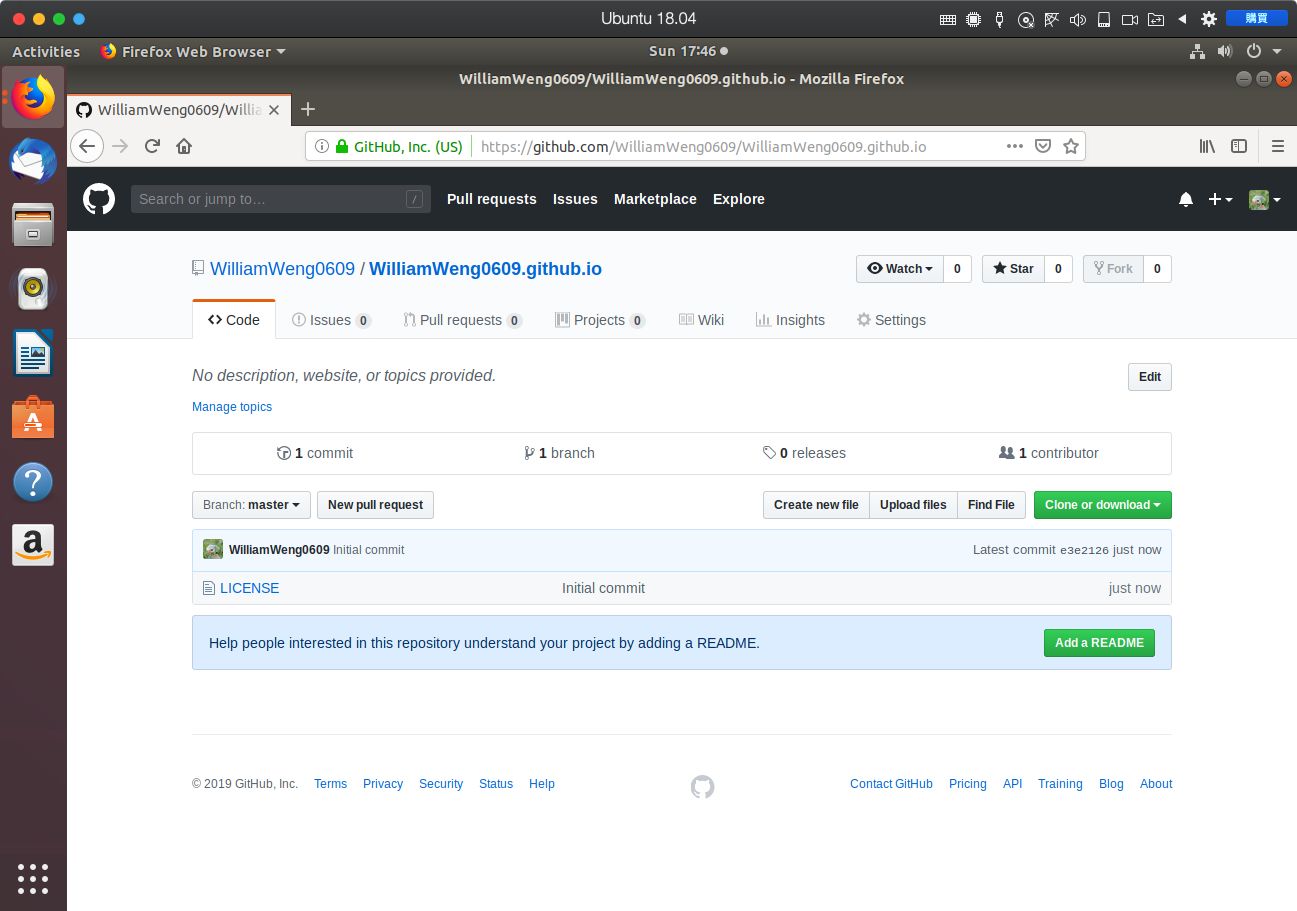 Ubuntu 18.04
購買
Activities Firefox Web Browser Sun 17:46
WilliamWeng0609/WilliamWeng0609.github.io - Mozilla Firefox
WilliamWeng0609/Willia
GitHub, Inc. (US) https://github.com/WilliamWeng0609/WilliamWeng0609.github.io
Search or jump to… / Pull requests Issues Marketplace Explore
WilliamWeng0609 / WilliamWeng0609.github.io Watch 0 Star 0 Fork 0
Code Issues 0 Pull requests 0 Projects 0 Wiki Insights Settings
No description, website, or topics provided. Edit
Manage topics
1 commit 1 branch 0 releases 1 contributor
Branch: master New pull request Create new file Upload files Find File Clone or download
WilliamWeng0609 Initial commit Latest commit e3e2126 just now
LICENSE Initial commit just now
Help people interested in this repository understand your project by adding a README. Add a README
© 2019 GitHub, Inc. Terms Privacy Security Status Help Contact GitHub Pricing API Training Blog About